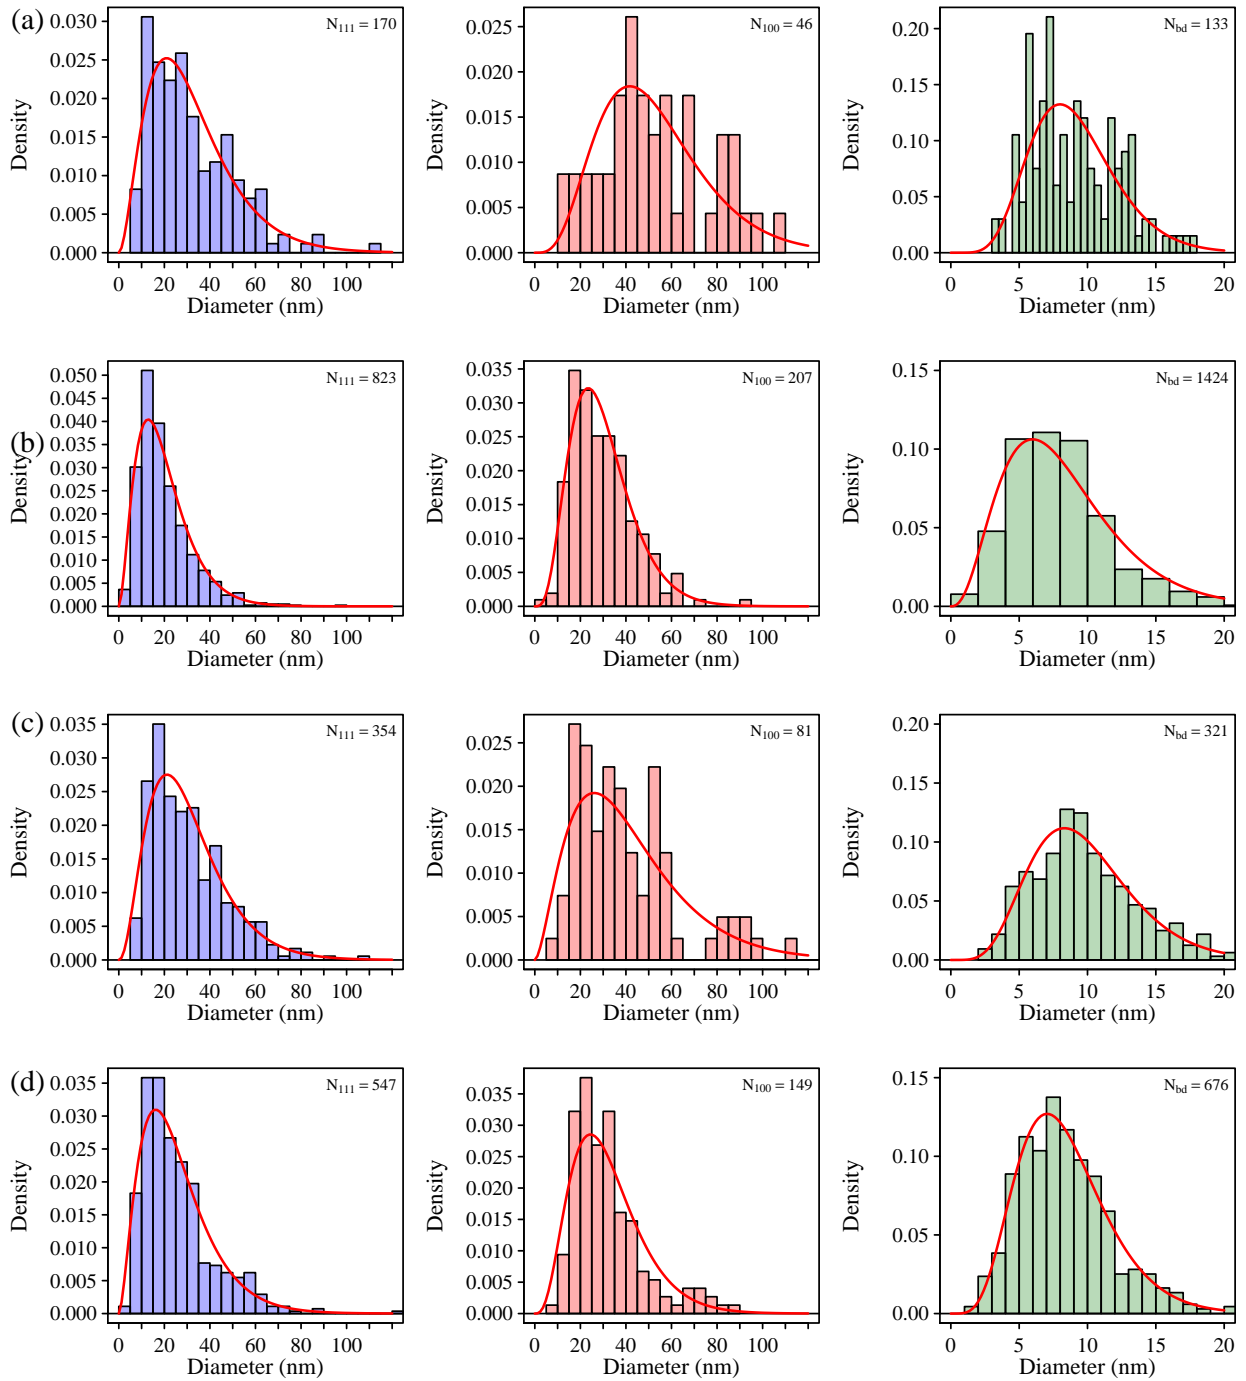 (a)
N111 = 170
0.030
0.025
0.020
0.015
0.010
0.005
0.000
Density
0 20 40 60 80 100
Diameter (nm)
N100 = 46
0.025
0.020
0.015
0.010
0.005
0.000
Density
0 20 40 60 80 100
Diameter (nm)
Nbd = 133
0.20
0.15
0.10
0.05
0.00
Density
0 5 10 15 20
Diameter (nm)
(b)
N111 = 823
0.050
0.045
0.040
0.035
0.030
0.025
0.020
0.015
0.010
0.005
0.000
Density
0 20 40 60 80 100
Diameter (nm)
N100 = 207
0.035
0.030
0.025
0.020
0.015
0.010
0.005
0.000
Density
0 20 40 60 80 100
Diameter (nm)
Nbd = 1424
0.15
0.10
0.05
0.00
Density
0 5 10 15 20
Diameter (nm)
(c)
N111 = 354
0.035
0.030
0.025
0.020
0.015
0.010
0.005
0.000
Density
0 20 40 60 80 100
Diameter (nm)
N100 = 81
0.025
0.020
0.015
0.010
0.005
0.000
Density
0 20 40 60 80 100
Diameter (nm)
Nbd = 321
0.20
0.15
0.10
0.05
0.00
Density
0 5 10 15 20
Diameter (nm)
(d)
N111 = 547
0.035
0.030
0.025
0.020
0.015
0.010
0.005
0.000
Density
0 20 40 60 80 100
Diameter (nm)
N100 = 149
0.035
0.030
0.025
0.020
0.015
0.010
0.005
0.000
Density
0 20 40 60 80 100
Diameter (nm)
Nbd = 676
0.15
0.10
0.05
0.00
Density
0 5 10 15 20
Diameter (nm)